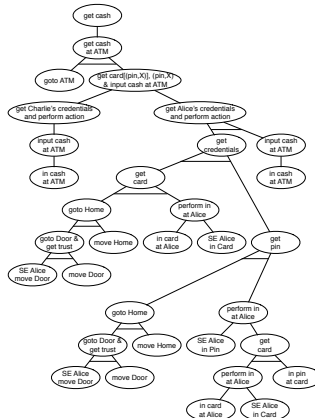 get cash
get cash
at ATM
goto ATM
get card[(pin,X)], (pin,X)
& input cash at ATM
get Charlie's credentials
and perform action
get Alice's credentials
and perform action
input cash
at ATM
get
credentials
input cash
at ATM
in cash
at ATM
get
card
in cash
at ATM
goto Home
perform in
at Alice
goto Door &
get trust
move Home
in card
at Alice
SE Alice
in Card
get
pin
SE Alice
move Door
move Door
goto Home
perform in
at Alice
goto Door &
get trust
move Home
SE Alice
in Pin
get
card
SE Alice
move Door
move Door
perform in
at Alice
in pin
at card
in card
at Alice
SE Alice
in Card